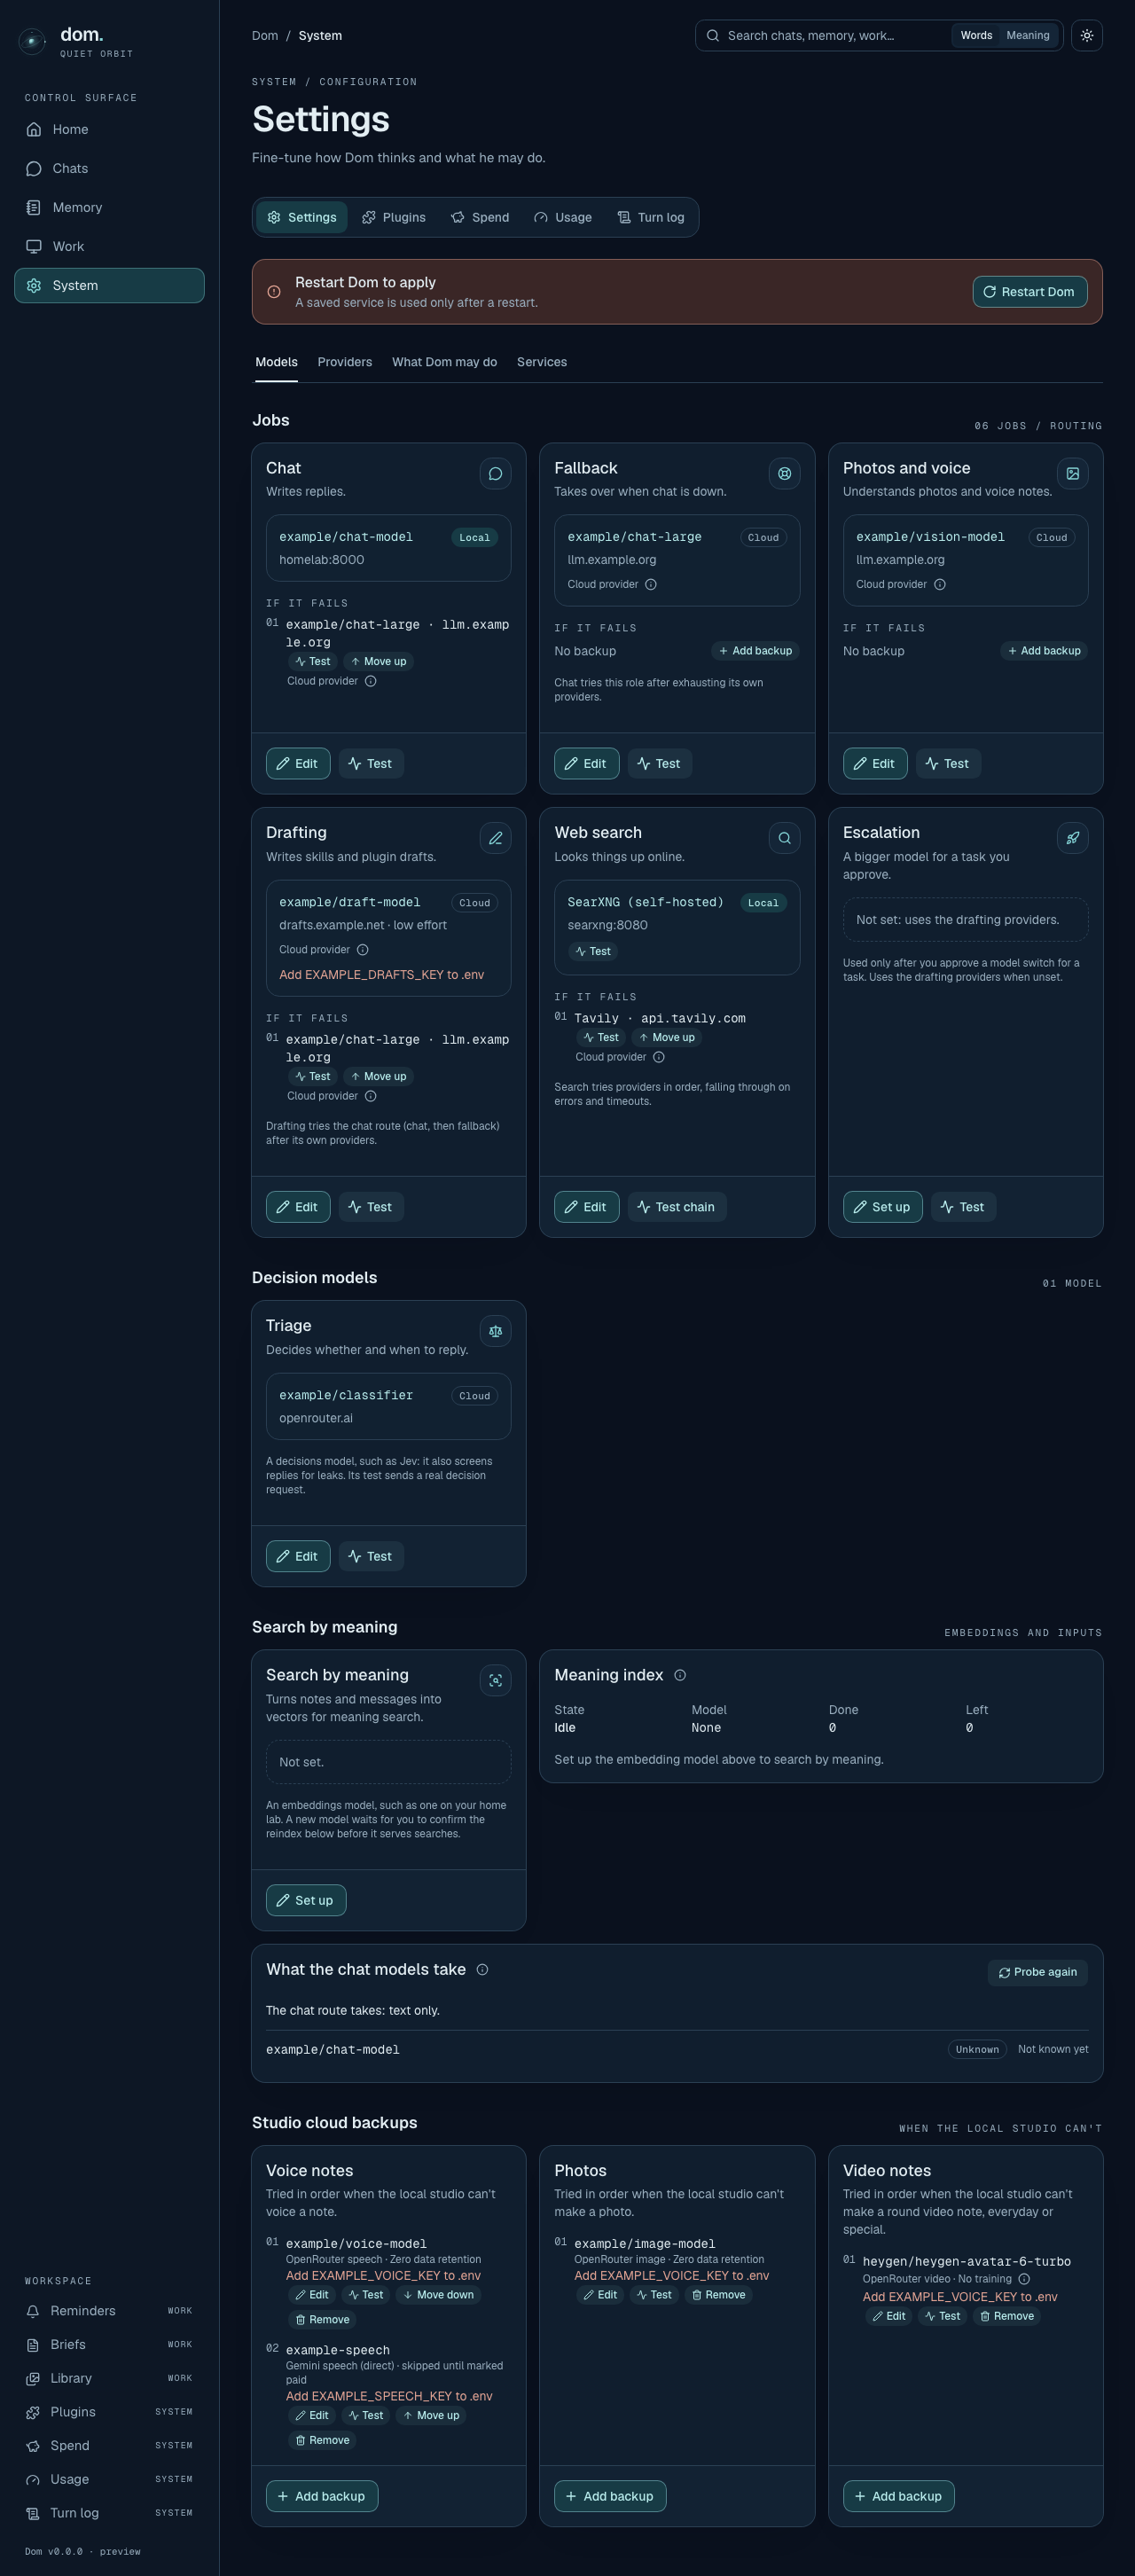 dom.
QUIET ORBIT
CONTROL SURFACE
Home
Chats
Memory
Work
System
WORKSPACE
Reminders WORK
Briefs WORK
Library WORK
Plugins SYSTEM
Spend SYSTEM
Usage SYSTEM
Turn log SYSTEM
Dom v0.0.0 · preview
Dom / System
Search chats, memory, work... Words Meaning
SYSTEM / CONFIGURATION
Settings
Fine-tune how Dom thinks and what he may do.
Settings Plugins Spend Usage Turn log
Restart Dom to apply
A saved service is used only after a restart.
Restart Dom
Models Providers What Dom may do Services
Jobs
06 JOBS / ROUTING
Chat
Writes replies.
example/chat-model Local
homelab:8000
IF IT FAILS
01 example/chat-large · llm.examp
le.org
Test Move up
Cloud provider
Edit Test
Fallback
Takes over when chat is down.
example/chat-large Cloud
llm.example.org
Cloud provider
IF IT FAILS
No backup Add backup
Chat tries this role after exhausting its own
providers.
Edit Test
Photos and voice
Understands photos and voice notes.
example/vision-model Cloud
llm.example.org
Cloud provider
IF IT FAILS
No backup Add backup
Edit Test
Drafting
Writes skills and plugin drafts.
example/draft-model Cloud
drafts.example.net · low effort
Cloud provider
Add EXAMPLE_DRAFTS_KEY to .env
IF IT FAILS
01 example/chat-large · llm.examp
le.org
Test Move up
Cloud provider
Drafting tries the chat route (chat, then fallback)
after its own providers.
Edit Test
Web search
Looks things up online.
SearXNG (self-hosted) Local
searxng:8080
Test
IF IT FAILS
01 Tavily · api.tavily.com
Test Move up
Cloud provider
Search tries providers in order, falling through on
errors and timeouts.
Edit Test chain
Escalation
A bigger model for a task you
approve.
Not set: uses the drafting providers.
Used only after you approve a model switch for a
task. Uses the drafting providers when unset.
Set up Test
Decision models
01 MODEL
Triage
Decides whether and when to reply.
example/classifier Cloud
openrouter.ai
A decisions model, such as Jev: it also screens
replies for leaks. Its test sends a real decision
request.
Edit Test
Search by meaning
EMBEDDINGS AND INPUTS
Search by meaning
Turns notes and messages into
vectors for meaning search.
Not set.
An embeddings model, such as one on your home
lab. A new model waits for you to confirm the
reindex below before it serves searches.
Set up
Meaning index
State Model Done Left
Idle None 0 0
Set up the embedding model above to search by meaning.
What the chat models take
Probe again
The chat route takes: text only.
example/chat-model Unknown Not known yet
Studio cloud backups
WHEN THE LOCAL STUDIO CAN'T
Voice notes
Tried in order when the local studio can't
voice a note.
01 example/voice-model
OpenRouter speech · Zero data retention
Add EXAMPLE_VOICE_KEY to .env
Edit Test Move down
Remove
02 example-speech
Gemini speech (direct) · skipped until marked
paid
Add EXAMPLE_SPEECH_KEY to .env
Edit Test Move up
Remove
Add backup
Photos
Tried in order when the local studio can't
make a photo.
01 example/image-model
OpenRouter image · Zero data retention
Add EXAMPLE_VOICE_KEY to .env
Edit Test Remove
Add backup
Video notes
Tried in order when the local studio can't
make a round video note, everyday or
special.
01 heygen/heygen-avatar-6-turbo
OpenRouter video · No training
Add EXAMPLE_VOICE_KEY to .env
Edit Test Remove
Add backup